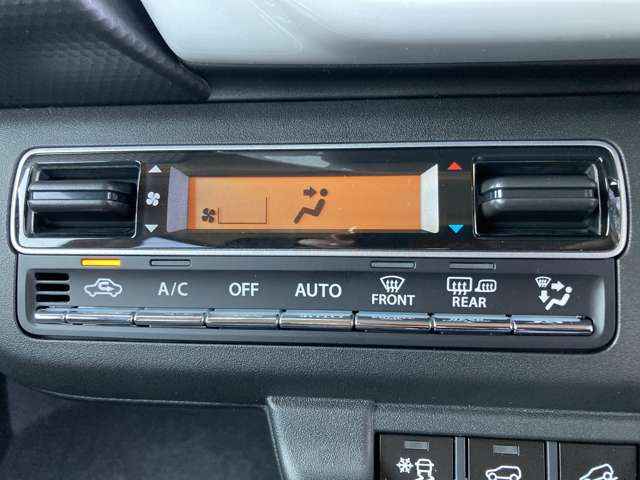 A/C OFF AUTO FRONT REAR